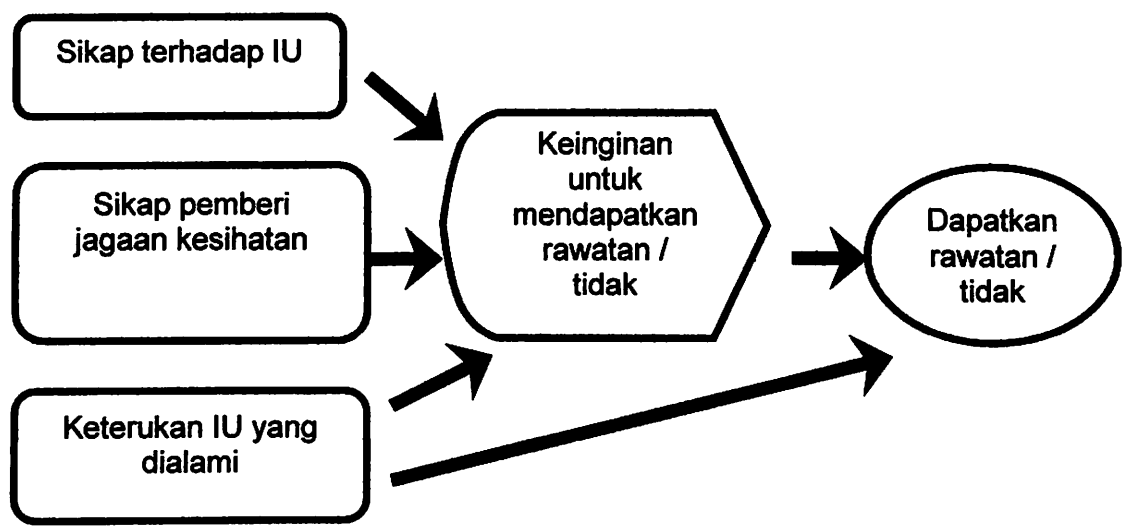 Sikap terhadap IU
Sikap pemberi
jagaan kesihatan
Keterukan IU yang
dialami
Keinginan
untuk
mendapatkan
rawatan /
tidak
Dapatkan
rawatan /
tidak